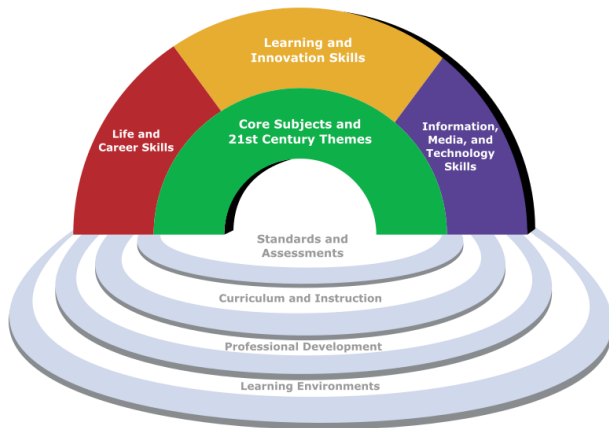 Learning and
Innovation Skills
Core Subjects and
21st Century Themes
Life and
Career Skills
Information,
Media, and
Technology
Skills
Standards and
Assessments
Curriculum and Instruction
Professional Development
Learning Environments